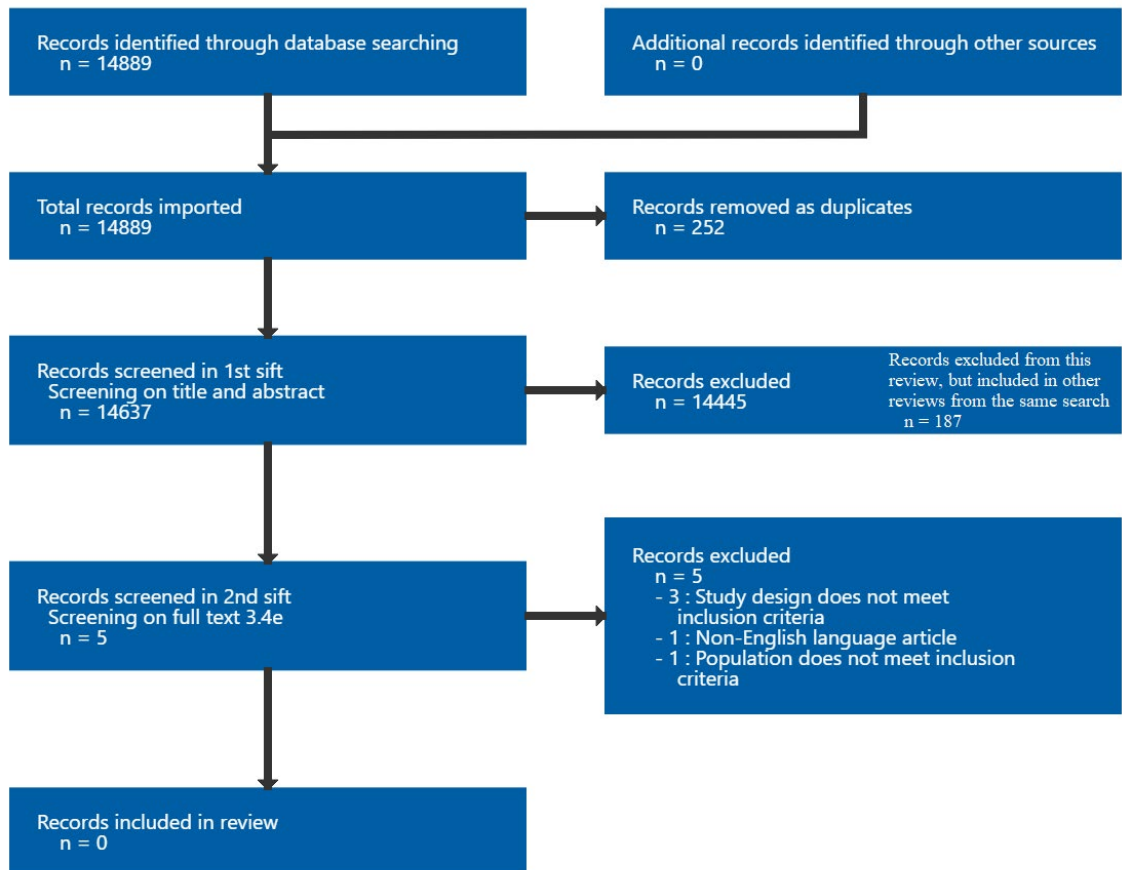 Records identified through database searching
n = 14889
Additional records identified through other sources
n = 0
Total records imported
n = 14889
Records removed as duplicates
n = 252
Records screened in 1st sift
Screening on title and abstract
n = 14637
Records excluded
n = 14445
Records excluded from this
review, but included in other
reviews from the same search
n = 187
Records screened in 2nd sift
Screening on full text 3.4e
n = 5
Records excluded
n = 5
- 3 : Study design does not meet
inclusion criteria
- 1 : Non-English language article
- 1 : Population does not meet inclusion
criteria
Records included in review
n = 0